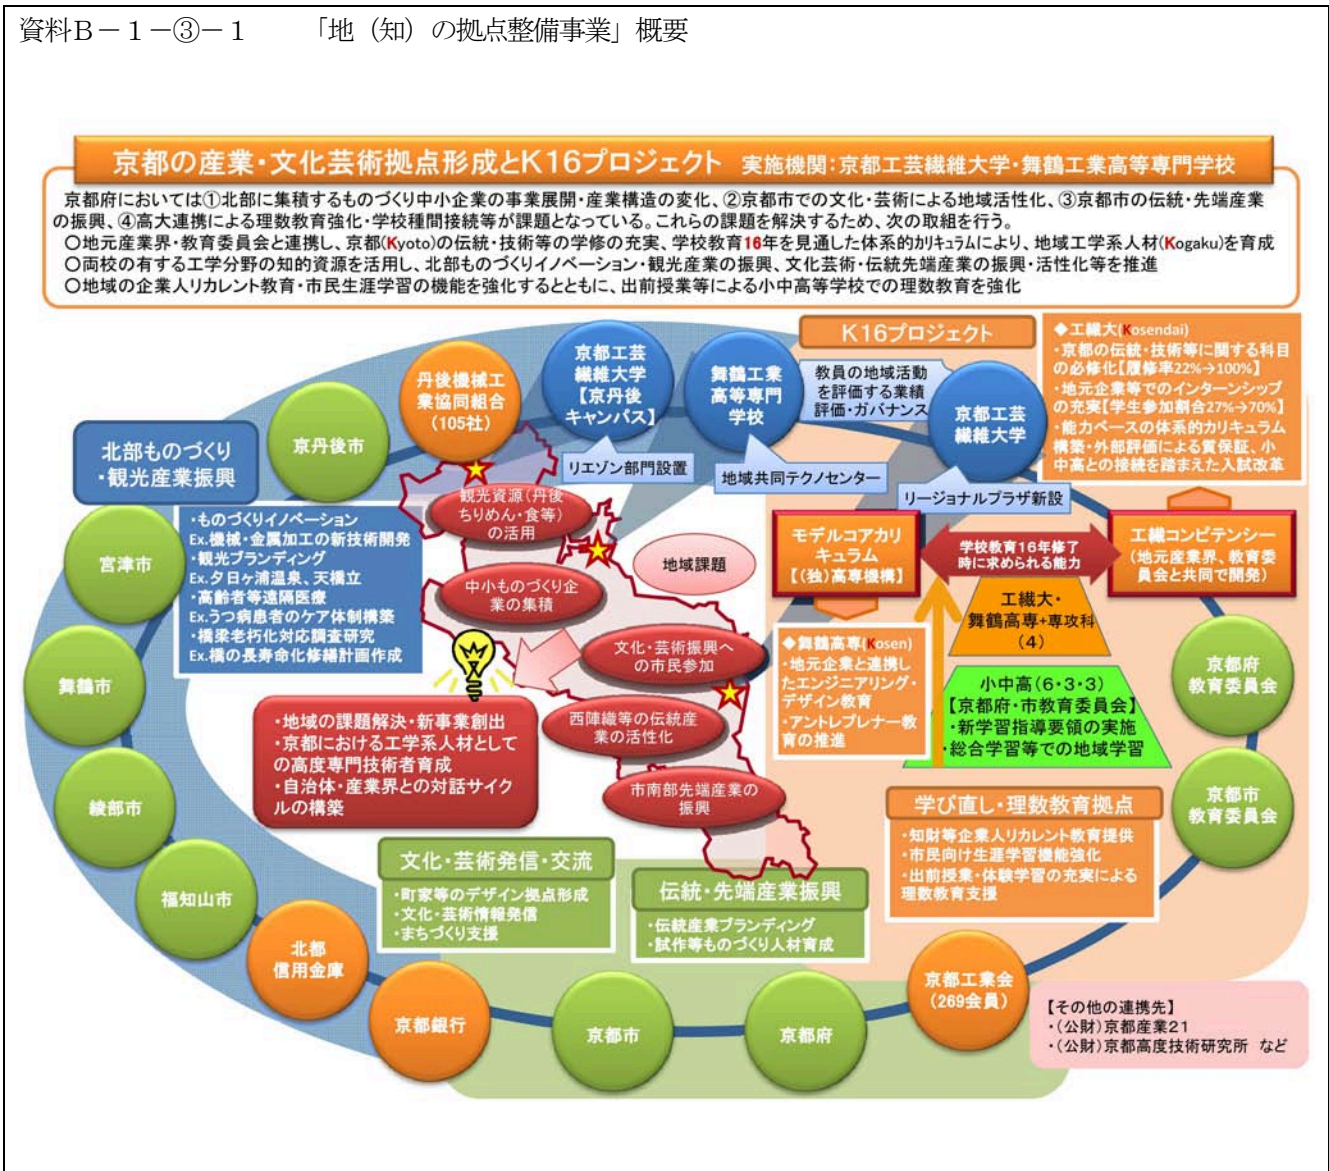 資料B－1－③－1　　「地（知）の拠点整備事業」概要
京都の産業・文化芸術拠点形成とK16プロジェクト　実施機関：京都工芸繊維大学・舞鶴工業高等専門学校
京都府においては①北部に集積するものづくり中小企業の事業展開・産業構造の変化、②京都市での文化・芸術による地域活性化、③京都市の伝統・先端産業
の振興、④高大連携による理数教育強化・学校種間接続等が課題となっている。これらの課題を解決するため、次の取組を行う。
○地元産業界・教育委員会と連携し、京都(Kyoto)の伝統・技術等の学修の充実、学校教育16年を見通した体系的カリキュラムにより、地域工学系人材(Kogaku)を育成
○両校の有する工学分野の知的資源を活用し、北部ものづくりイノベーション・観光産業の振興、文化芸術・伝統先端産業の振興・活性化等を推進
○地域の企業人リカレント教育・市民生涯学習の機能を強化するとともに、出前授業等による小中高等学校での理数教育を強化
K16プロジェクト
◆工繊大(Kosendai)
・京都の伝統・技術等に関する科目
の必修化【履修率22%→100%】
・地元企業等でのインターンシップ
の充実【学生参加割合27%→70%】
・能力ベースの体系的カリキュラム
構築・外部評価による質保証、小
中高との接続を踏まえた入試改革
丹後機械工
業協同組合
(105社)
京都工芸
繊維大学
【京丹後
キャンパス】
舞鶴工業
高等専門
学校
教員の地域活動
を評価する業績
評価・ガバナンス
京都工芸
繊維大学
北部ものづくり
・観光産業振興
京丹後市
リエゾン部門設置
地域共同テクノセンター
リージョナルプラザ新設
・ものづくりイノベーション
Ex.機械・金属加工の新技術開発
・観光ブランディング
Ex.夕日ヶ浦温泉、天橋立
・高齢者等遠隔医療
Ex.うつ病患者のケア体制構築
・橋梁老朽化対応調査研究
Ex.橋の長寿命化修繕計画作成
宮津市
舞鶴市
綾部市
福知山市
観光資源(丹後
ちりめん・食等)
の活用
中小ものづくり企
業の集積
地域課題
文化・芸術振興へ
の市民参加
西陣織等の伝統産
業の活性化
市南部先端産業の
振興
モデルコアカリ
キュラム
【(独)高専機構】
学校教育16年修了
時に求められる能力
工繊コンピテンシー
(地元産業界、教育委
員会と共同で開発)
工繊大・
舞鶴高専+専攻科
(4)
◆舞鶴高専(Kosen)
・地元企業と連携し
たエンジニアリング・
デザイン教育
・アントレプレナー教
育の推進
小中高(6・3・3)
【京都府・市教育委員会】
・新学習指導要領の実施
・総合学習等での地域学習
京都府
教育委員会
京都市
教育委員会
・地域の課題解決・新事業創出
・京都における工学系人材として
の高度専門技術者育成
・自治体・産業界との対話サイク
ルの構築
学び直し・理数教育拠点
・知財等企業人リカレント教育提供
・市民向け生涯学習機能強化
・出前授業・体験学習の充実による
理数教育支援
文化・芸術発信・交流
・町家等のデザイン拠点形成
・文化・芸術情報発信
・まちづくり支援
伝統・先端産業振興
・伝統産業ブランディング
・試作等ものづくり人材育成
北都
信用金庫
京都銀行
京都市
京都府
京都工業会
(269会員)
【その他の連携先】
・(公財)京都産業21
・(公財)京都高度技術研究所　など